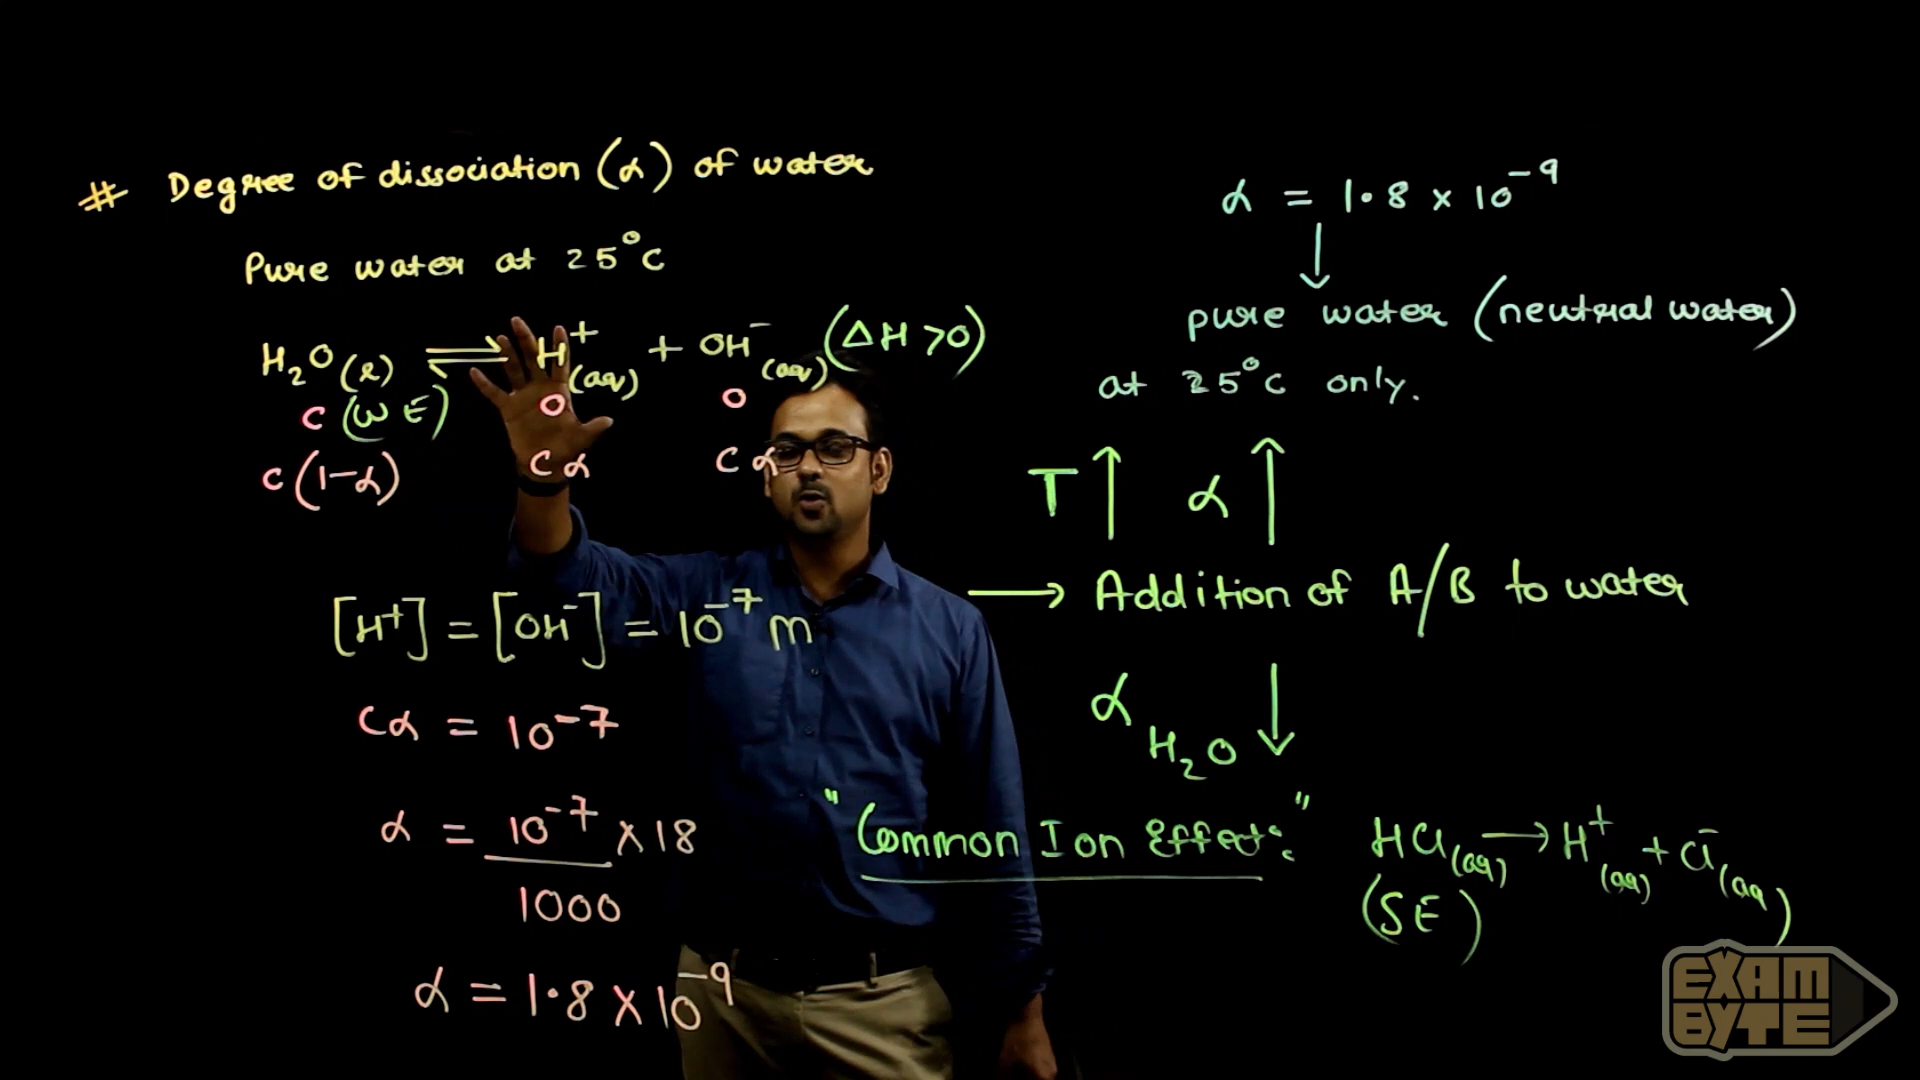 # Degree of dissociation (α) of water
Pure water at 25°C
H₂O(l) ⇌ H⁺(aq) + OH⁻(aq) (ΔH >0)
C (WE) 0 0
C(1-α) Cα Cα
[H⁺] = [OH⁻] = 10⁻⁷ m
Cα = 10⁻⁷
α = 10⁻⁷ × 18
1000
α = 1.8 × 10⁻⁹
α = 1.8 × 10⁻⁹
↓
pure water (neutral water)
at 25°C only.
T ↑ α ↑
→ Addition of A/B to water
α H₂O ↓
"Common Ion Effect:"
HCl(aq) → H⁺(aq) + Cl⁻(aq)
(SE)
EXAM
BYTE